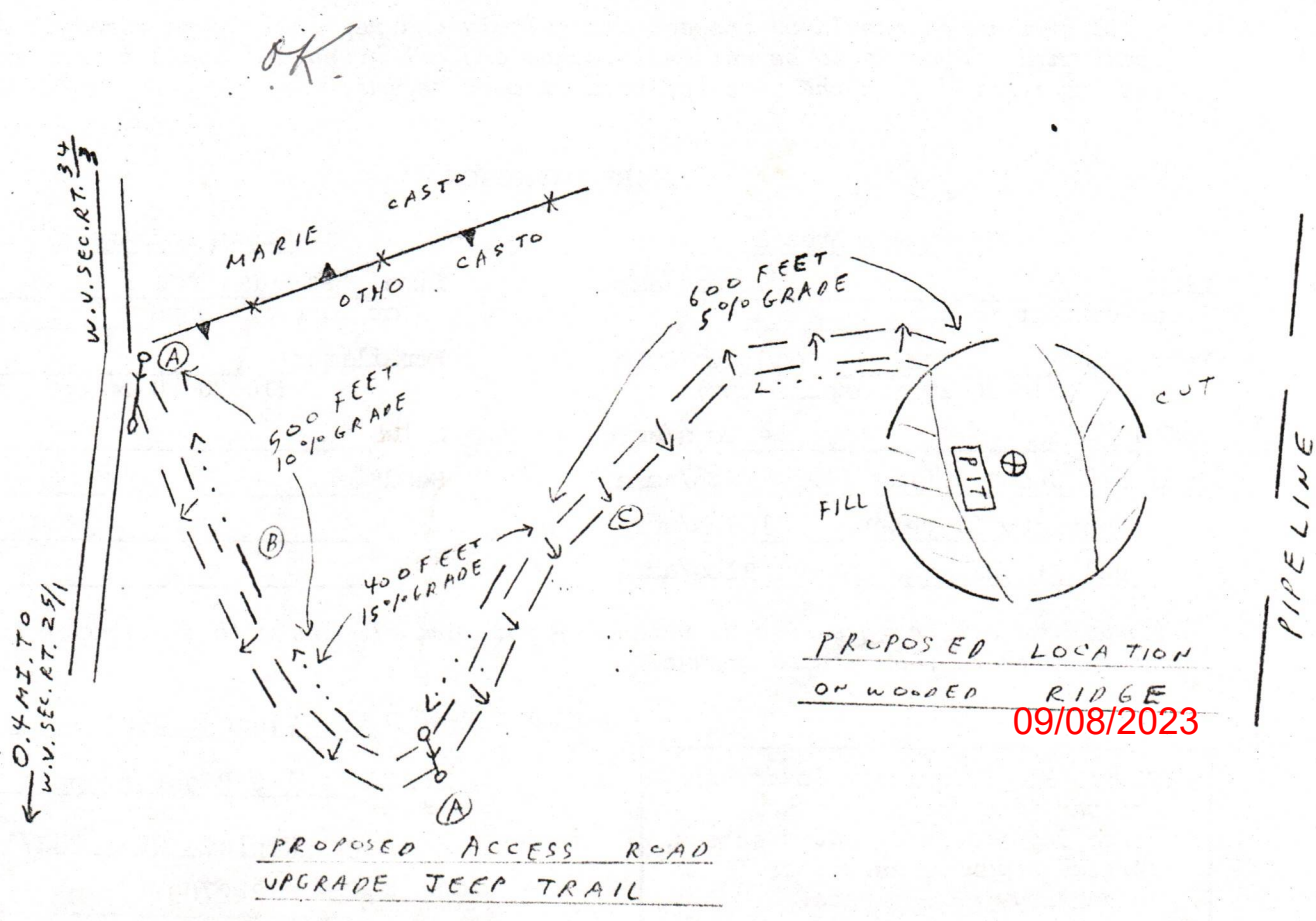 OK.
W.V. SEC. RT. 34/3
MARIE CASTO
OTHO CASTO
A
600 FEET
5% GRADE
500 FEET
10% GRADE
B
400 FEET
15% GRADE
C
CUT
PIT
FILL
PIPELINE
PROPOSED LOCATION
ON WOODED RIDGE
09/08/2023
0.4 MI. TO
W.V. SEC. RT. 25/1
A
PROPOSED ACCESS ROAD
UPGRADE JEEP TRAIL